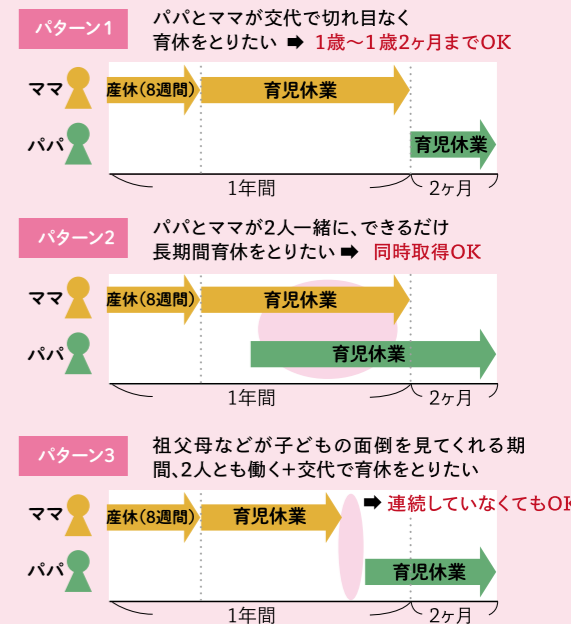 パターン1
パパとママが交代で切れ目なく
育休をとりたい ➡ 1歳〜1歳2ヶ月までOK
ママ
産休(8週間)
育児休業
パパ
育児休業
1年間
2ヶ月
パターン2
パパとママが2人一緒に、できるだけ
長期間育休をとりたい ➡ 同時取得OK
ママ
産休(8週間)
育児休業
パパ
育児休業
1年間
2ヶ月
パターン3
祖父母などが子どもの面倒を見てくれる期
間、2人とも働く+交代で育休をとりたい
➡ 連続していなくてもOK
ママ
産休(8週間)
育児休業
パパ
育児休業
1年間
2ヶ月